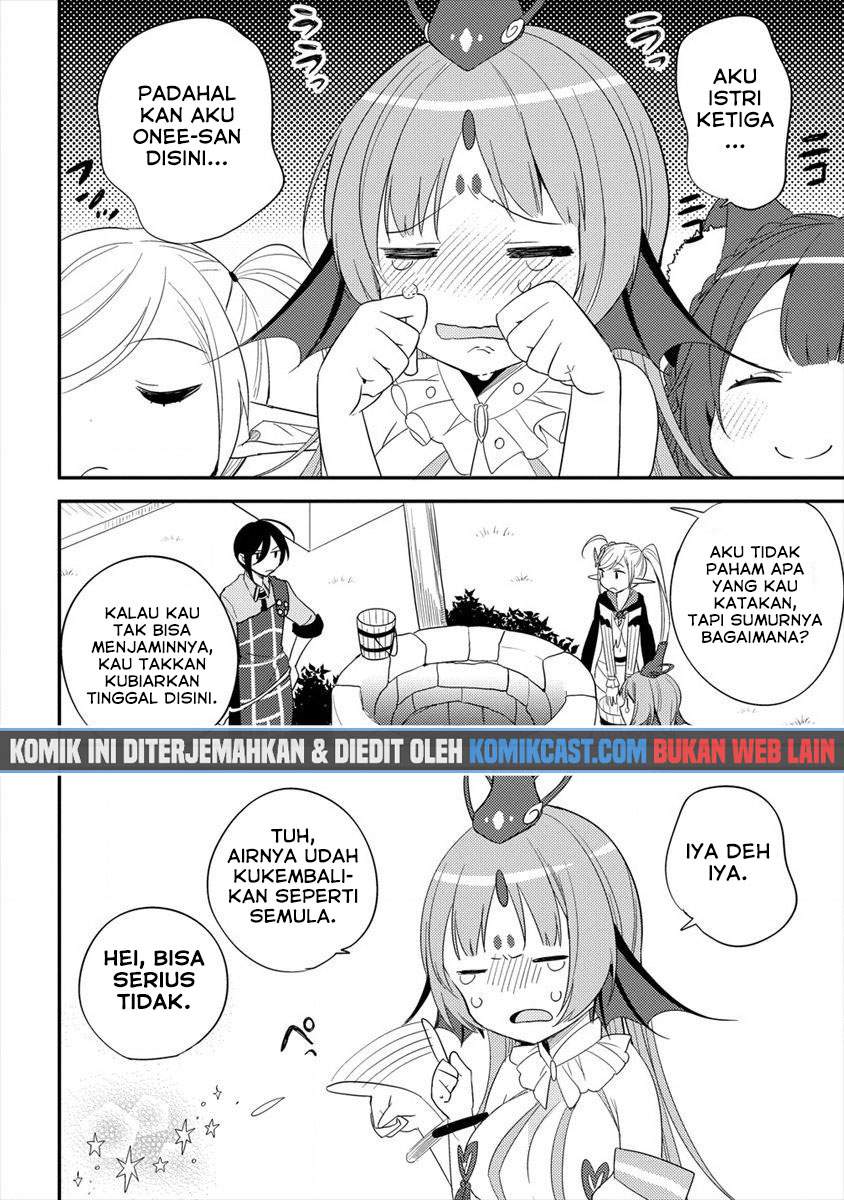 AKU
ISTRI
KETIGA
...
PADAHAL
KAN AKU
ONEE-SAN
DISINI...
AKU TIDAK
PAHAM APA
YANG KAU
KATAKAN,
TAPI SUMURNYA
BAGAIMANA?
KALAU KAU
TAK BISA
MENJAMINNYA,
KAU TAKKAN
KUBIARKAN
TINGGAL DISINI.
KOMIK INI DITERJEMAHKAN & DIEDIT OLEH KOMIKCAST.COM BUKAN WEB LAIN
IYA DEH
IYA.
TUH,
AIRNYA UDAH
KUKEMBALI-
KAN SEPERTI
SEMULA.
HEI, BISA
SERIUS
TIDAK.
ペ